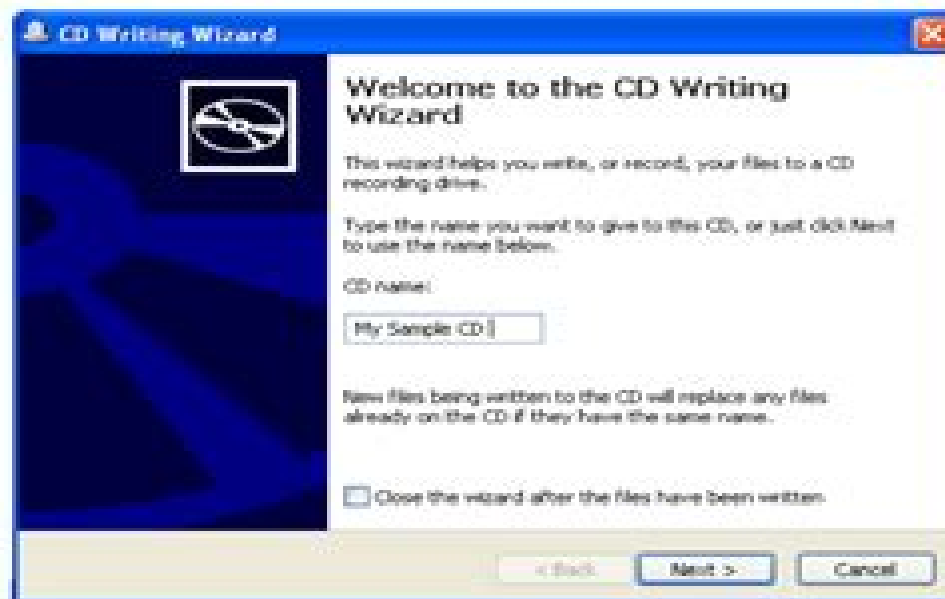 CD Writing Wizard
Welcome to the CD Writing
Wizard
This wizard helps you write, or record, your files to a CD
recording drive.
Type the name you want to give to this CD, or just click Next
to use the name below.
CD name:
My Sample CD
New files being written to the CD will replace any files
already on the CD if they have the same name.
Close the wizard after the files have been written
< Back
Next >
Cancel